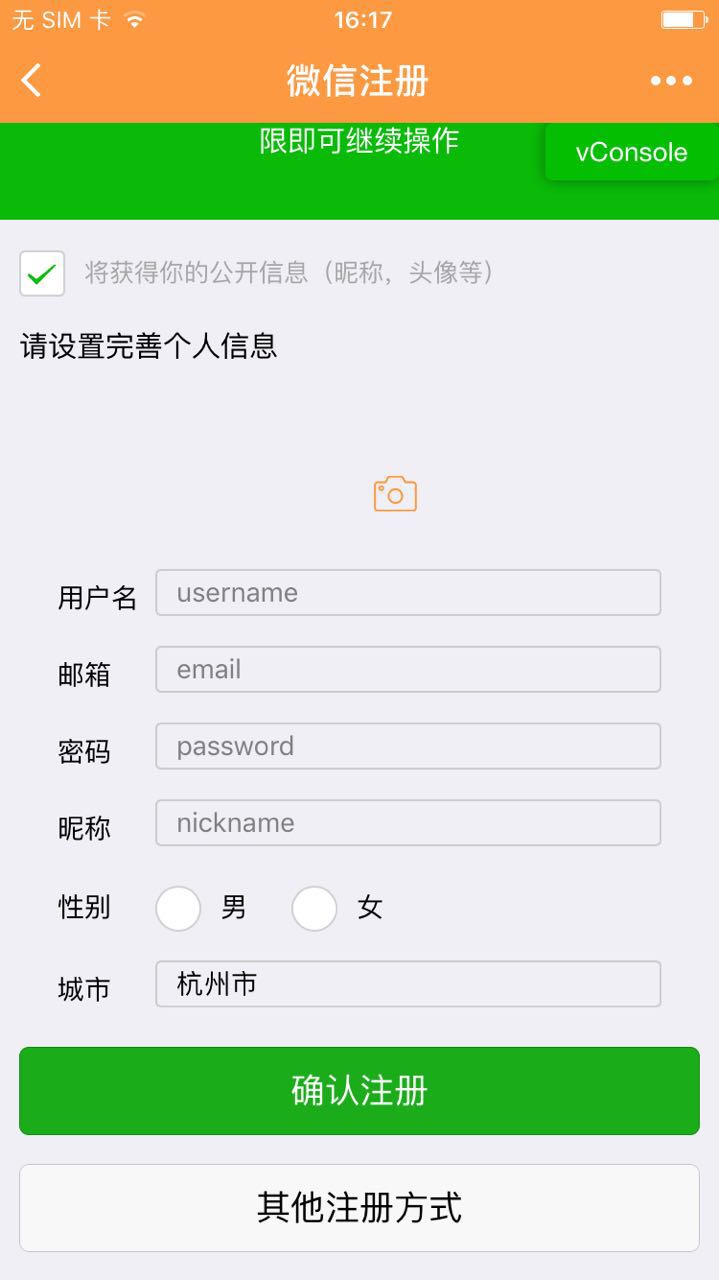 无 SIM 卡 16:17
微信注册
限即可继续操作
vConsole
将获得你的公开信息（昵称，头像等）
请设置完善个人信息
用户名 username
邮箱 email
密码 password
昵称 nickname
性别 男 女
城市 杭州市
确认注册
其他注册方式